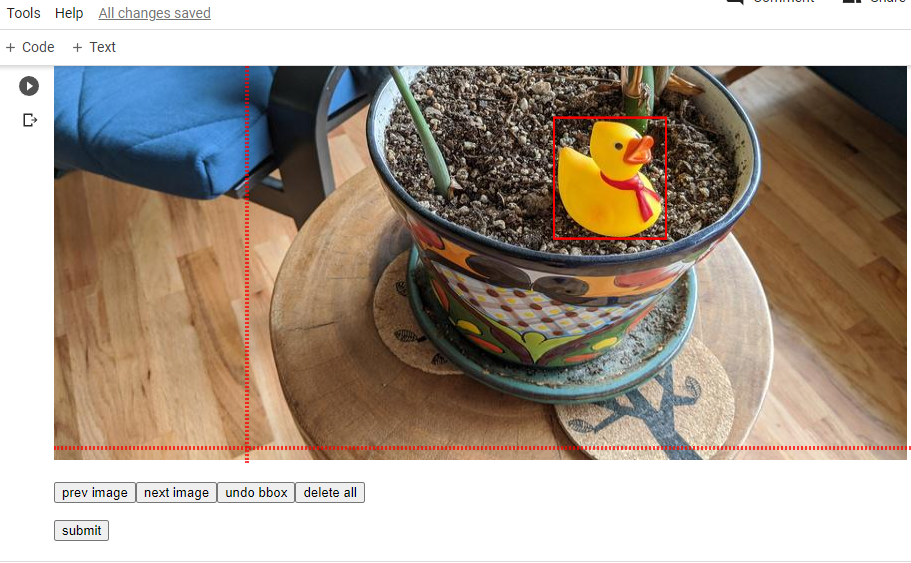 Comment Share
Tools Help All changes saved
+ Code + Text
prev image next image undo bbox delete all
submit